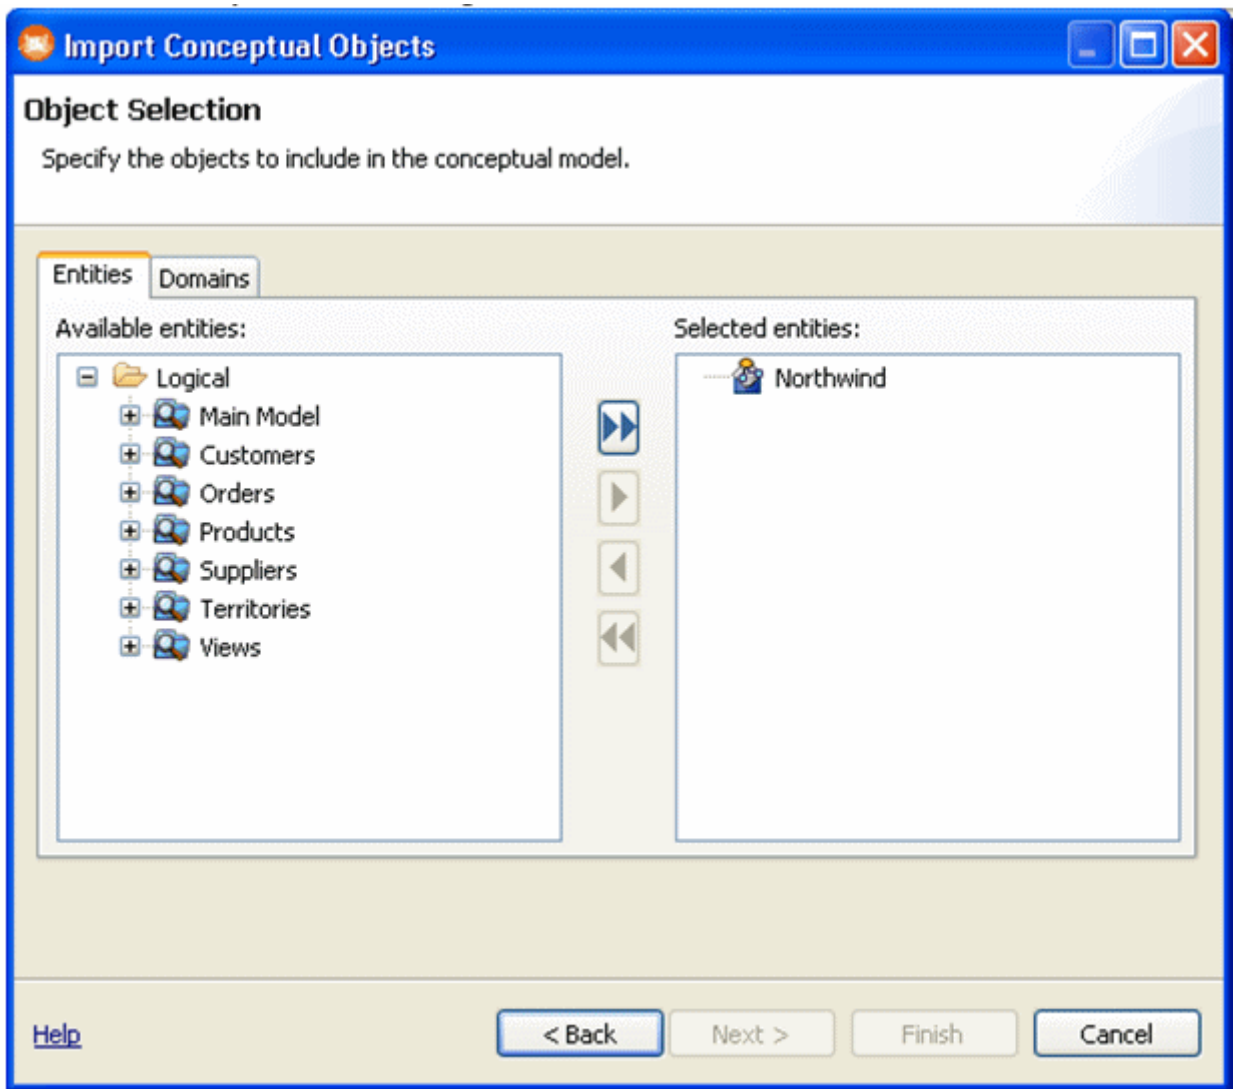 Import Conceptual Objects
Object Selection
Specify the objects to include in the conceptual model.
Entities Domains
Available entities: Selected entities:
Logical Northwind
Main Model
Customers
Orders
Products
Suppliers
Territories
Views
Help < Back Next > Finish Cancel